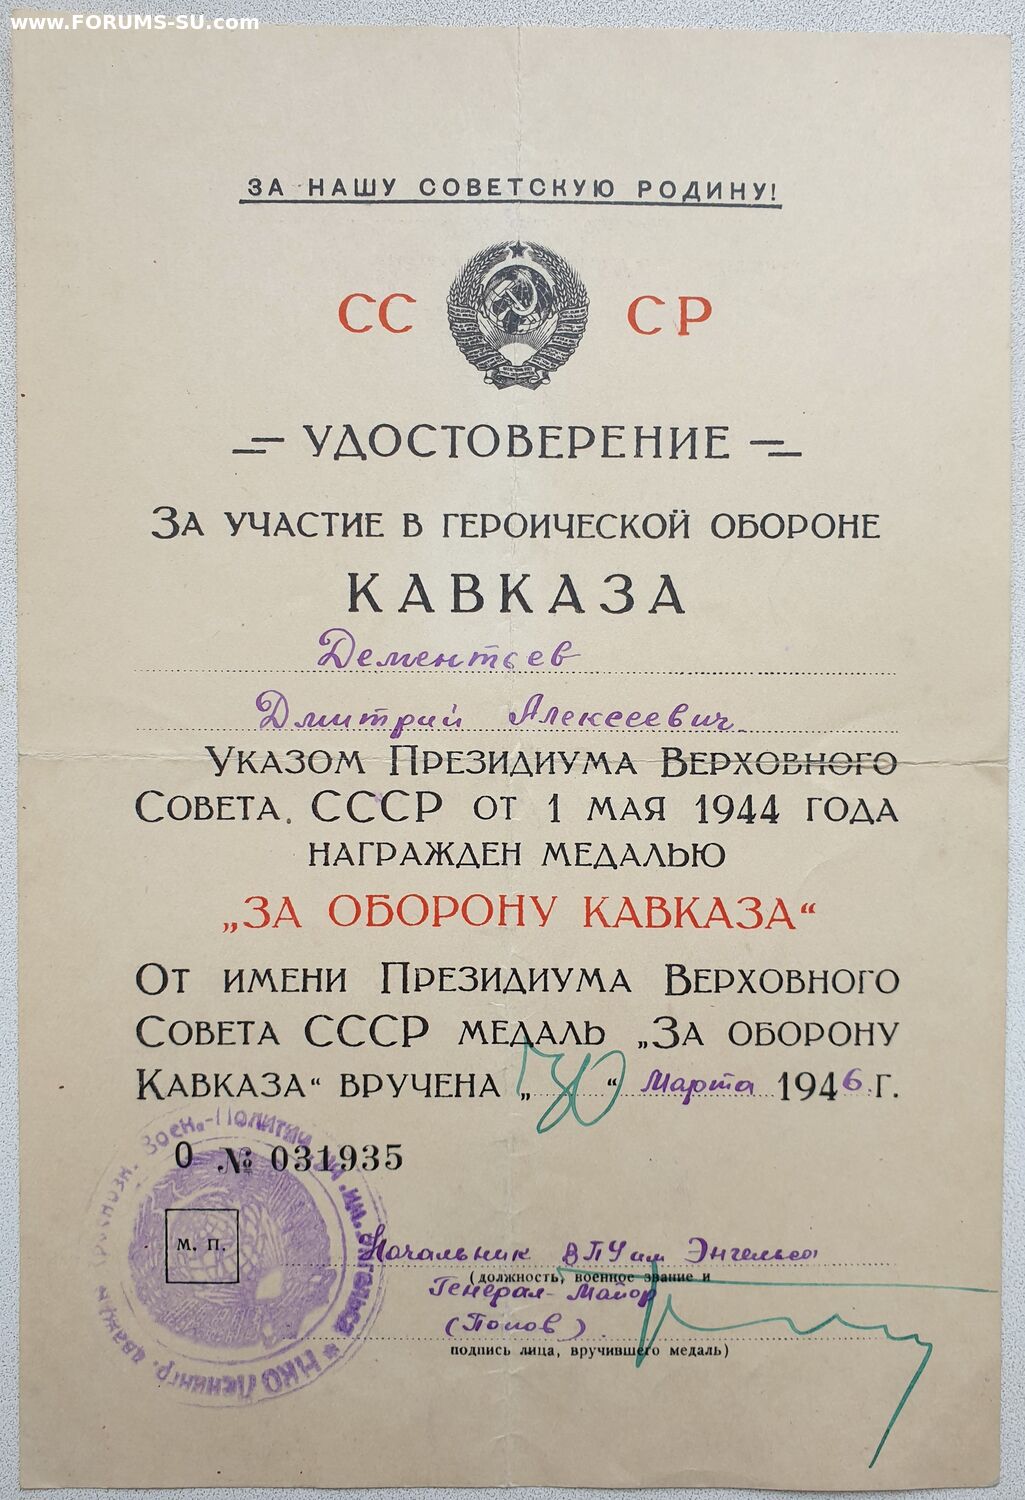 www.FORUMS-SU.com
ЗА НАШУ СОВЕТСКУЮ РОДИНУ!
СС СР
УДОСТОВЕРЕНИЕ
ЗА УЧАСТИЕ В ГЕРОИЧЕСКОЙ ОБОРОНЕ
КАВКАЗА
Дементьев
Дмитрий Алексеевич
УКАЗОМ ПРЕЗИДИУМА ВЕРХОВНОГО
СОВЕТА СССР ОТ 1 МАЯ 1944 ГОДА
НАГРАЖДЕН МЕДАЛЬЮ
„ЗА ОБОРОНУ КАВКАЗА“
ОТ ИМЕНИ ПРЕЗИДИУМА ВЕРХОВНОГО
СОВЕТА СССР МЕДАЛЬ „ЗА ОБОРОНУ
КАВКАЗА“ ВРУЧЕНА „30“ Марта 1946 Г.
О № 031935
М. П.
Начальник ВПУ им Энгельса
(должность, военное звание и
Генерал-Майор
(Попов)
подпись лица, вручившего медаль)